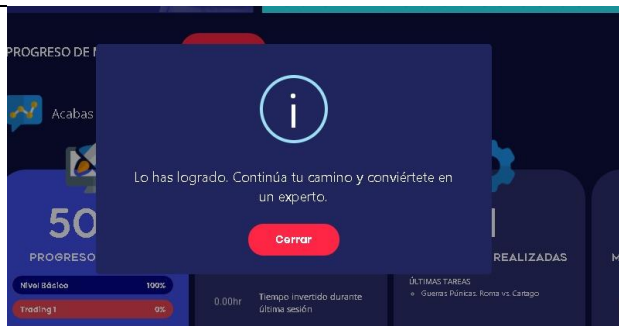 PROGRESO DE
Acabas
i
Lo has logrado. Continúa tu camino y conviértete en
un experto.
Cerrar
50
PROGRESO
REALIZADAS
Nivel Básico 100%
Trading 1 0%
0.00hr
Tiempo invertido durante
última sesión
ÚLTIMAS TAREAS
Guerras Púnicas. Roma vs. Cartago